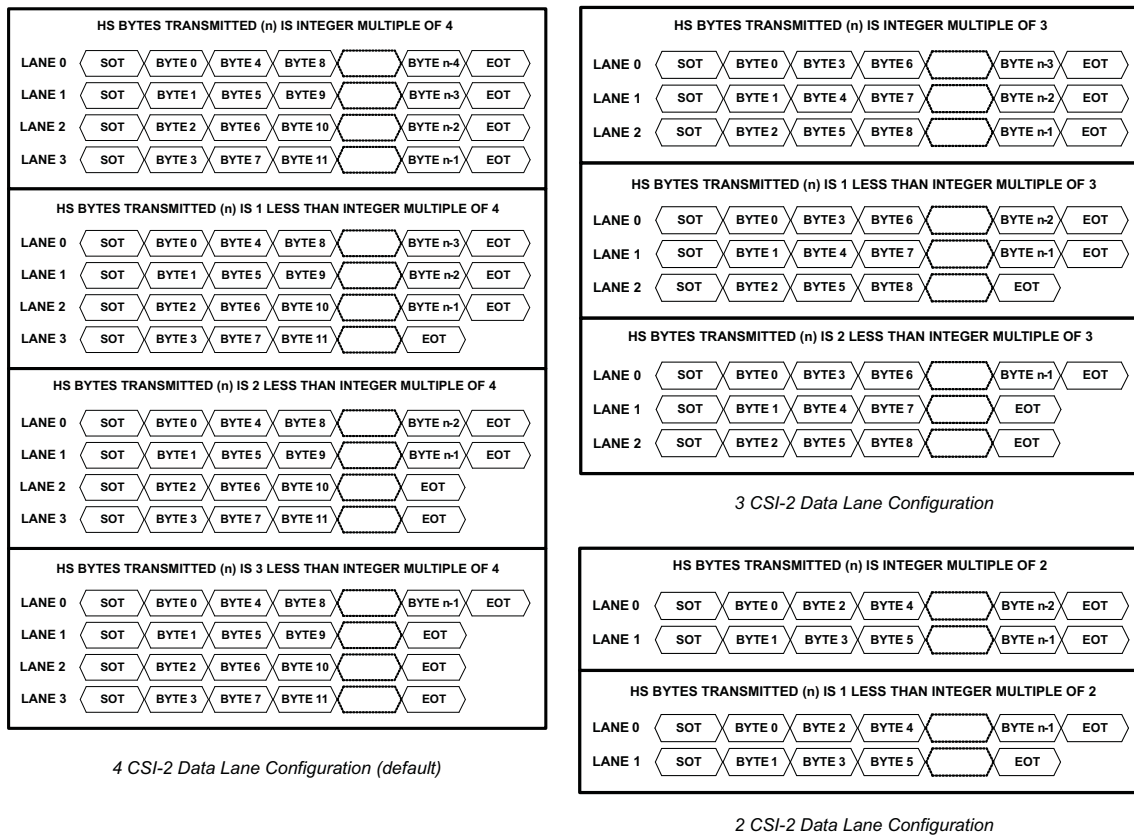 HS BYTES TRANSMITTED (n) IS INTEGER MULTIPLE OF 4
LANE 0 SOT BYTE 0 BYTE 4 BYTE 8 BYTE n-4 EOT
LANE 1 SOT BYTE 1 BYTE 5 BYTE 9 BYTE n-3 EOT
LANE 2 SOT BYTE 2 BYTE 6 BYTE 10 BYTE n-2 EOT
LANE 3 SOT BYTE 3 BYTE 7 BYTE 11 BYTE n-1 EOT
HS BYTES TRANSMITTED (n) IS 1 LESS THAN INTEGER MULTIPLE OF 4
LANE 0 SOT BYTE 0 BYTE 4 BYTE 8 BYTE n-3 EOT
LANE 1 SOT BYTE 1 BYTE 5 BYTE 9 BYTE n-2 EOT
LANE 2 SOT BYTE 2 BYTE 6 BYTE 10 BYTE n-1 EOT
LANE 3 SOT BYTE 3 BYTE 7 BYTE 11 EOT
HS BYTES TRANSMITTED (n) IS 2 LESS THAN INTEGER MULTIPLE OF 4
LANE 0 SOT BYTE 0 BYTE 4 BYTE 8 BYTE n-2 EOT
LANE 1 SOT BYTE 1 BYTE 5 BYTE 9 BYTE n-1 EOT
LANE 2 SOT BYTE 2 BYTE 6 BYTE 10 EOT
LANE 3 SOT BYTE 3 BYTE 7 BYTE 11 EOT
HS BYTES TRANSMITTED (n) IS 3 LESS THAN INTEGER MULTIPLE OF 4
LANE 0 SOT BYTE 0 BYTE 4 BYTE 8 BYTE n-1 EOT
LANE 1 SOT BYTE 1 BYTE 5 BYTE 9 EOT
LANE 2 SOT BYTE 2 BYTE 6 BYTE 10 EOT
LANE 3 SOT BYTE 3 BYTE 7 BYTE 11 EOT
4 CSI-2 Data Lane Configuration (default)
HS BYTES TRANSMITTED (n) IS INTEGER MULTIPLE OF 3
LANE 0 SOT BYTE 0 BYTE 3 BYTE 6 BYTE n-3 EOT
LANE 1 SOT BYTE 1 BYTE 4 BYTE 7 BYTE n-2 EOT
LANE 2 SOT BYTE 2 BYTE 5 BYTE 8 BYTE n-1 EOT
HS BYTES TRANSMITTED (n) IS 1 LESS THAN INTEGER MULTIPLE OF 3
LANE 0 SOT BYTE 0 BYTE 3 BYTE 6 BYTE n-2 EOT
LANE 1 SOT BYTE 1 BYTE 4 BYTE 7 BYTE n-1 EOT
LANE 2 SOT BYTE 2 BYTE 5 BYTE 8 EOT
HS BYTES TRANSMITTED (n) IS 2 LESS THAN INTEGER MULTIPLE OF 3
LANE 0 SOT BYTE 0 BYTE 3 BYTE 6 BYTE n-1 EOT
LANE 1 SOT BYTE 1 BYTE 4 BYTE 7 EOT
LANE 2 SOT BYTE 2 BYTE 5 BYTE 8 EOT
3 CSI-2 Data Lane Configuration
HS BYTES TRANSMITTED (n) IS INTEGER MULTIPLE OF 2
LANE 0 SOT BYTE 0 BYTE 2 BYTE 4 BYTE n-2 EOT
LANE 1 SOT BYTE 1 BYTE 3 BYTE 5 BYTE n-1 EOT
HS BYTES TRANSMITTED (n) IS 1 LESS THAN INTEGER MULTIPLE OF 2
LANE 0 SOT BYTE 0 BYTE 2 BYTE 4 BYTE n-1 EOT
LANE 1 SOT BYTE 1 BYTE 3 BYTE 5 EOT
2 CSI-2 Data Lane Configuration